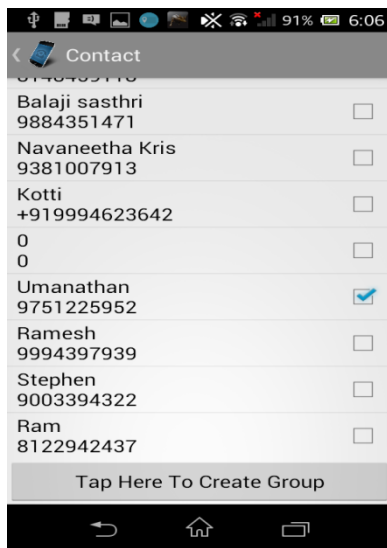 91% 6:06
Contact
Balaji sasthri
9884351471
Navaneetha Kris
9381007913
Kotti
+919994623642
0
0
Umanathan
9751225952
Ramesh
9994397939
Stephen
9003394322
Ram
8122942437
Tap Here To Create Group